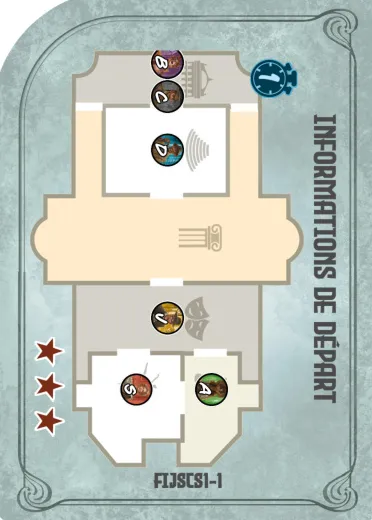 INFORMATIONS DE DÉPART
1
B
C
D
J
S
A
FIJSCS1-1